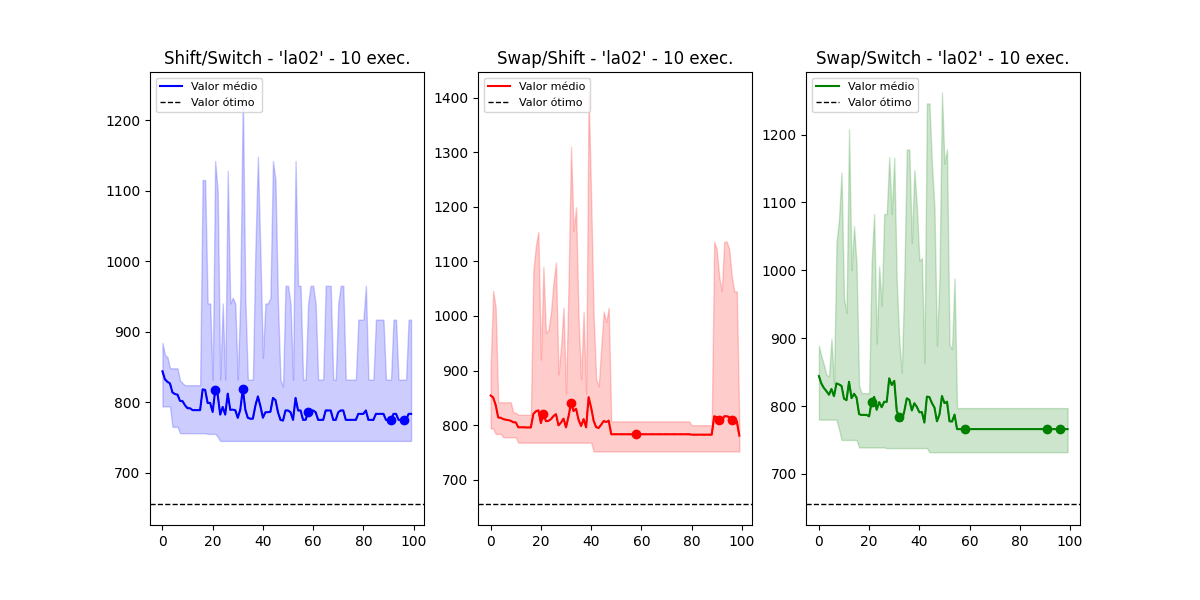 Shift/Switch - 'la02' - 10 exec.
Valor médio
Valor ótimo
1200
1100
1000
900
800
700
0 20 40 60 80 100
Swap/Shift - 'la02' - 10 exec.
Valor médio
Valor ótimo
1400
1300
1200
1100
1000
900
800
700
0 20 40 60 80 100
Swap/Switch - 'la02' - 10 exec.
Valor médio
Valor ótimo
1200
1100
1000
900
800
700
0 20 40 60 80 100